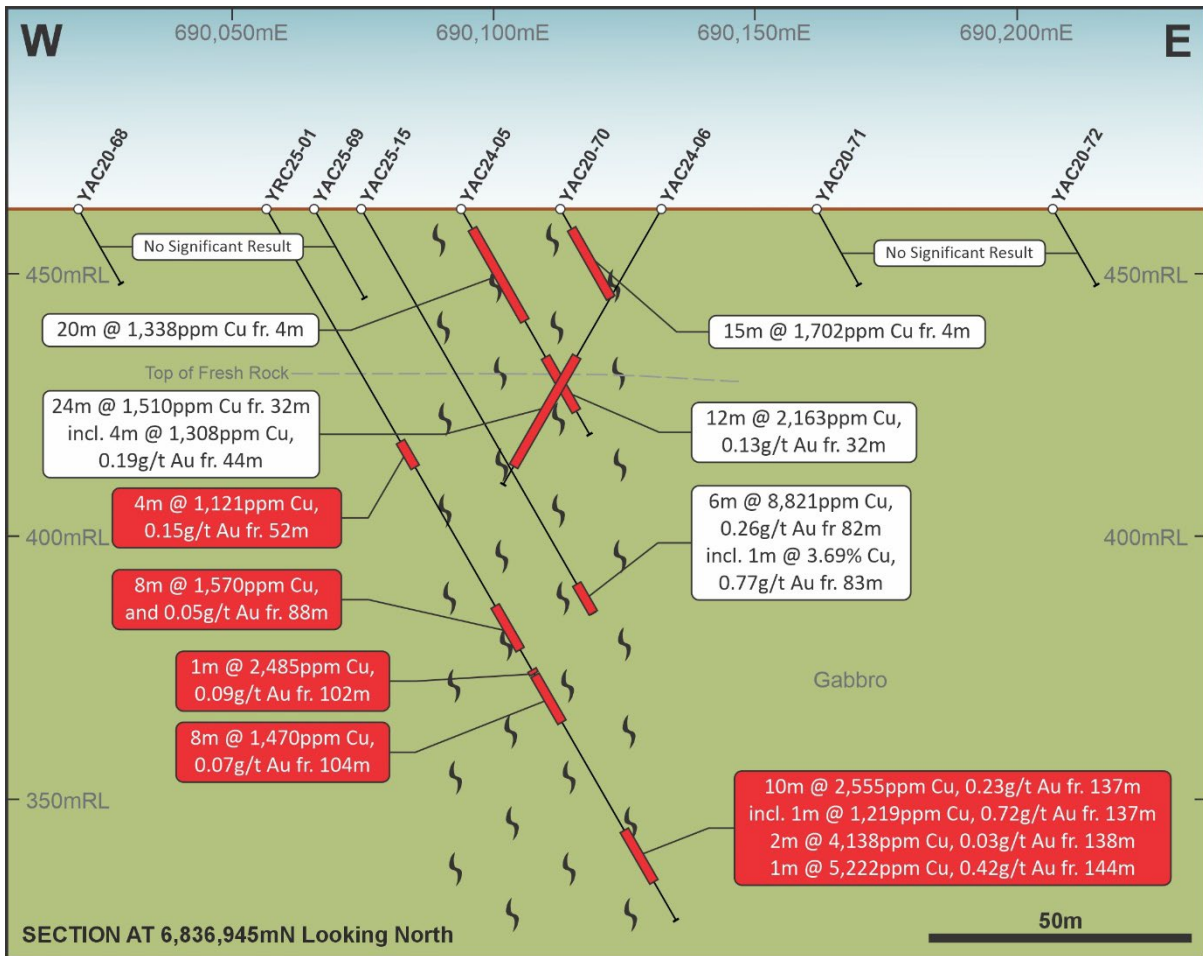 W
690,050mE
690,100mE
690,150mE
690,200mE
E
YAC20-68
YRC25-01
YAC25-69
YAC25-15
YAC24-05
YAC20-70
YAC24-06
YAC20-71
YAC20-72
No Significant Result
No Significant Result
450mRL
450mRL
20m @ 1,338ppm Cu fr. 4m
15m @ 1,702ppm Cu fr. 4m
Top of Fresh Rock
24m @ 1,510ppm Cu fr. 32m
incl. 4m @ 1,308ppm Cu,
0.19g/t Au fr. 44m
12m @ 2,163ppm Cu,
0.13g/t Au fr. 32m
4m @ 1,121ppm Cu,
0.15g/t Au fr. 52m
6m @ 8,821ppm Cu,
0.26g/t Au fr 82m
incl. 1m @ 3.69% Cu,
0.77g/t Au fr. 83m
400mRL
400mRL
8m @ 1,570ppm Cu,
and 0.05g/t Au fr. 88m
1m @ 2,485ppm Cu,
0.09g/t Au fr. 102m
Gabbro
8m @ 1,470ppm Cu,
0.07g/t Au fr. 104m
350mRL
350mRL
10m @ 2,555ppm Cu, 0.23g/t Au fr. 137m
incl. 1m @ 1,219ppm Cu, 0.72g/t Au fr. 137m
2m @ 4,138ppm Cu, 0.03g/t Au fr. 138m
1m @ 5,222ppm Cu, 0.42g/t Au fr. 144m
SECTION AT 6,836,945mN Looking North
50m